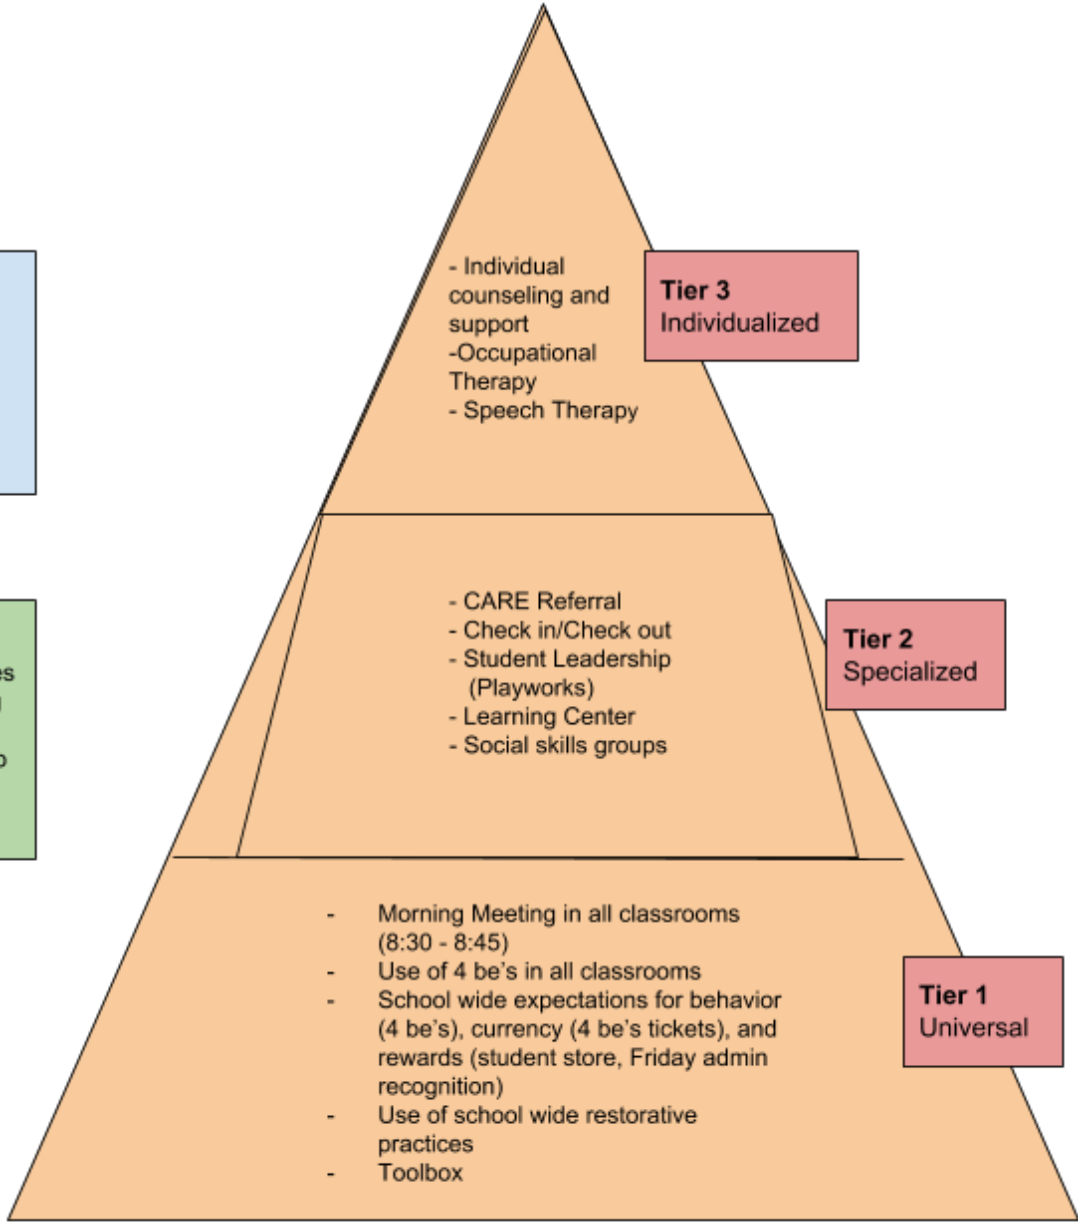 - Individual
counseling and
support
-Occupational
Therapy
- Speech Therapy
Tier 3
Individualized
- CARE Referral
- Check in/Check out
- Student Leadership
(Playworks)
- Learning Center
- Social skills groups
Tier 2
Specialized
- Morning Meeting in all classrooms
(8:30 - 8:45)
- Use of 4 be's in all classrooms
- School wide expectations for behavior
(4 be's), currency (4 be's tickets), and
rewards (student store, Friday admin
recognition)
- Use of school wide restorative
practices
- Toolbox
Tier 1
Universal